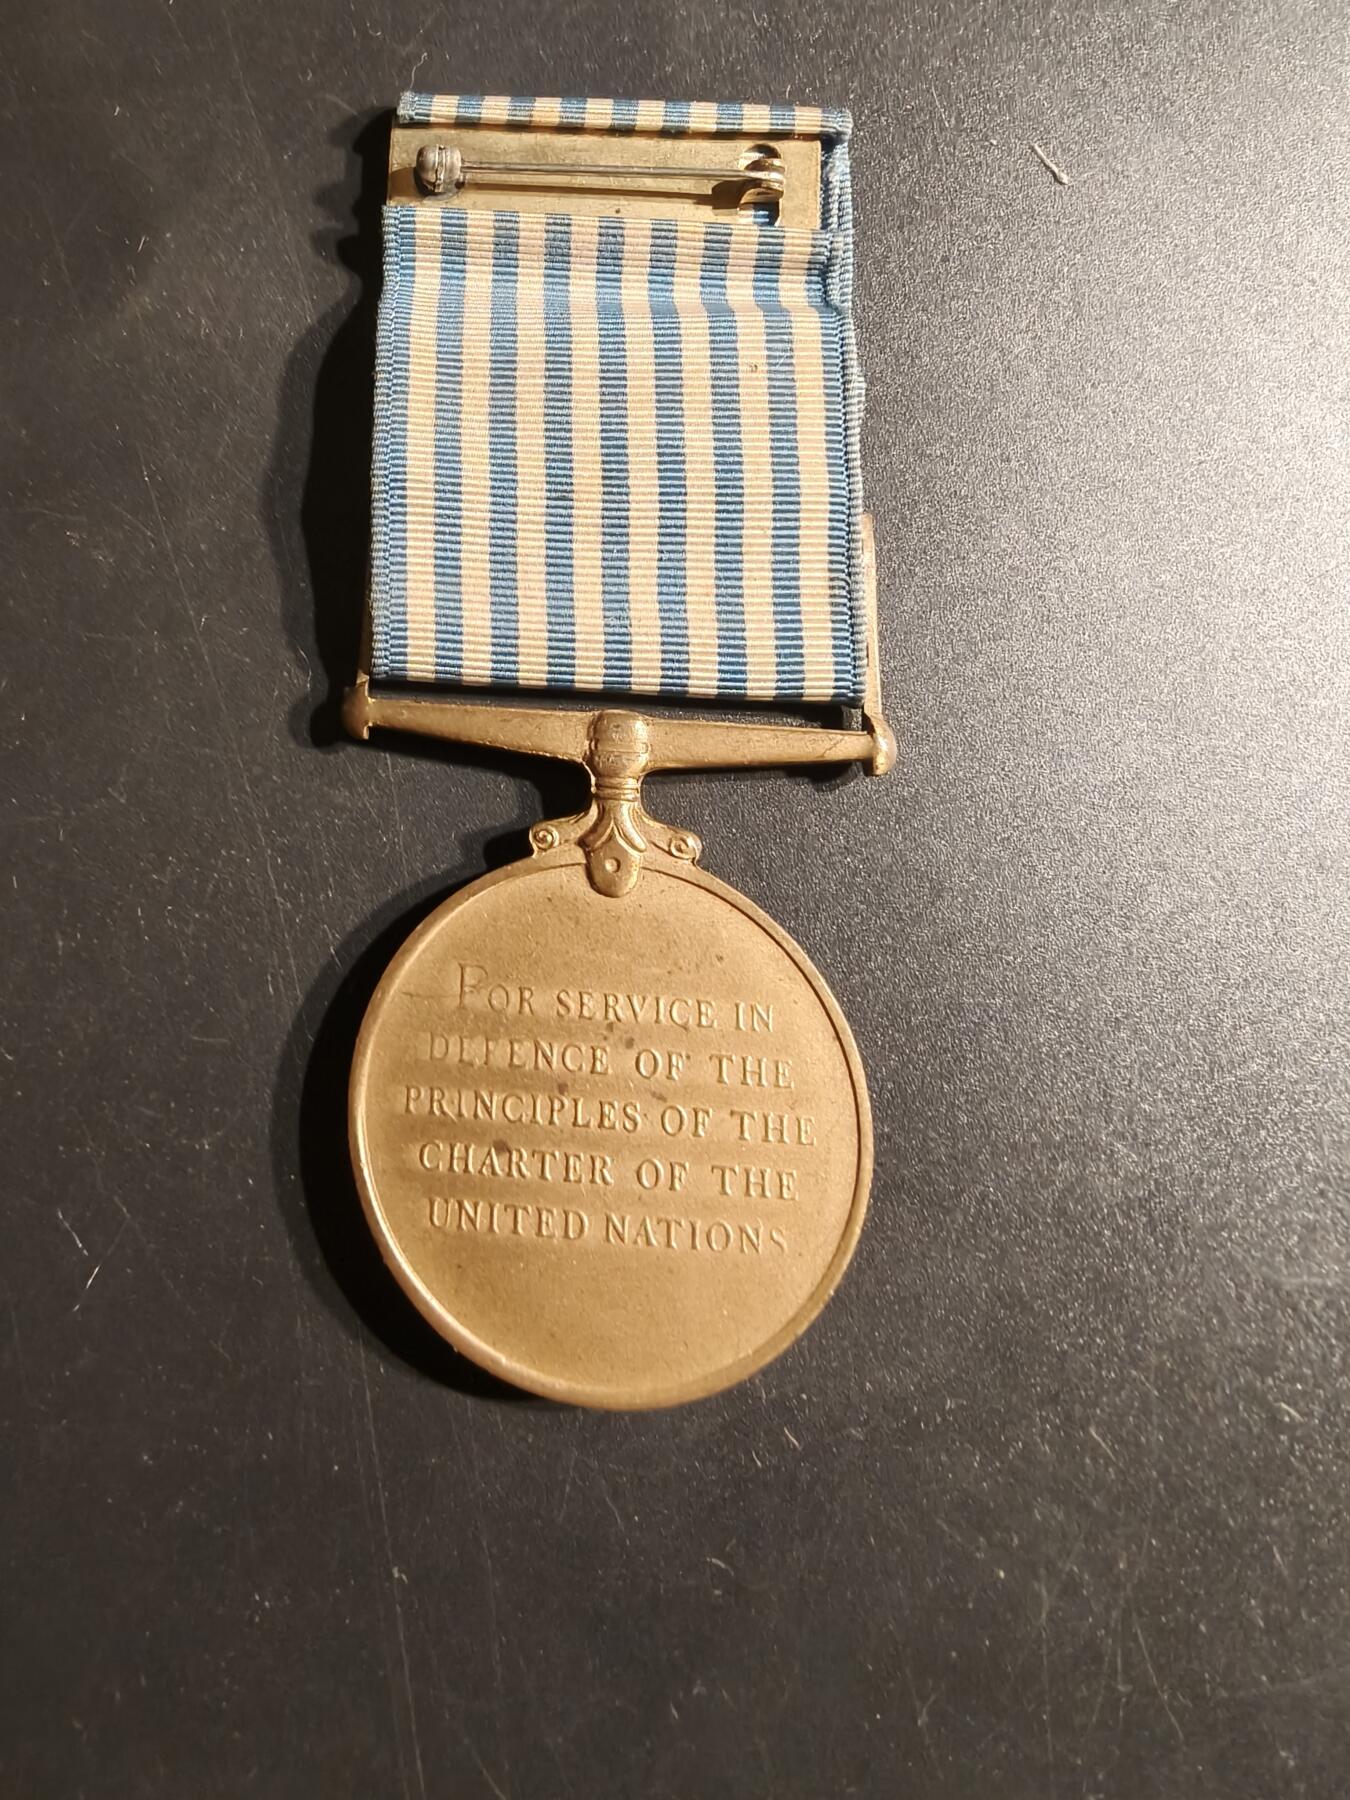 FOR SERVICE IN
DEFENCE OF THE
PRINCIPLES OF THE
CHARTER OF THE
UNITED NATIONS